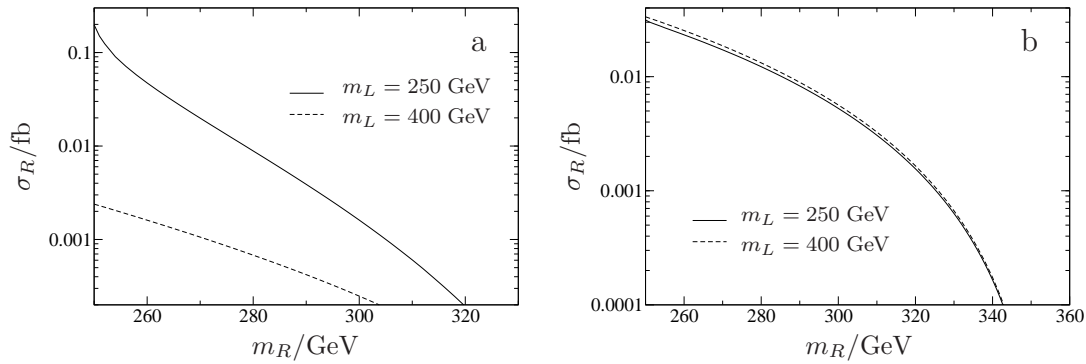 0.1
0.01
0.001
σ_R/fb
a
m_L = 250 GeV
m_L = 400 GeV
260 280 300 320
m_R/GeV
0.01
0.001
0.0001
σ_R/fb
b
m_L = 250 GeV
m_L = 400 GeV
260 280 300 320 340 360
m_R/GeV